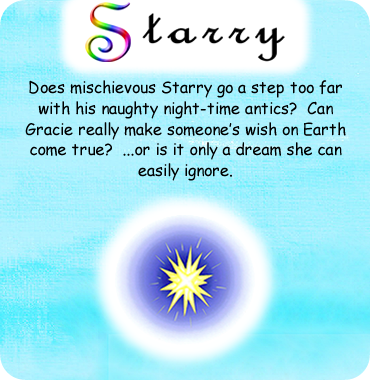 Starry
Does mischievous Starry go a step too far
with his naughty night-time antics?  Can
Gracie really make someone's wish on Earth
come true?  ...or is it only a dream she can
easily ignore.